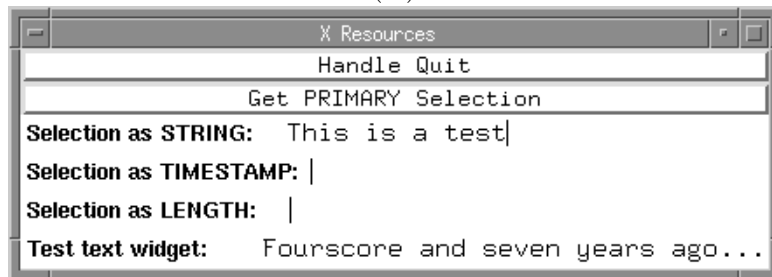 X Resources
Handle Quit
Get PRIMARY Selection
Selection as STRING: This is a test
Selection as TIMESTAMP:
Selection as LENGTH:
Test text widget: Fourscore and seven years ago...